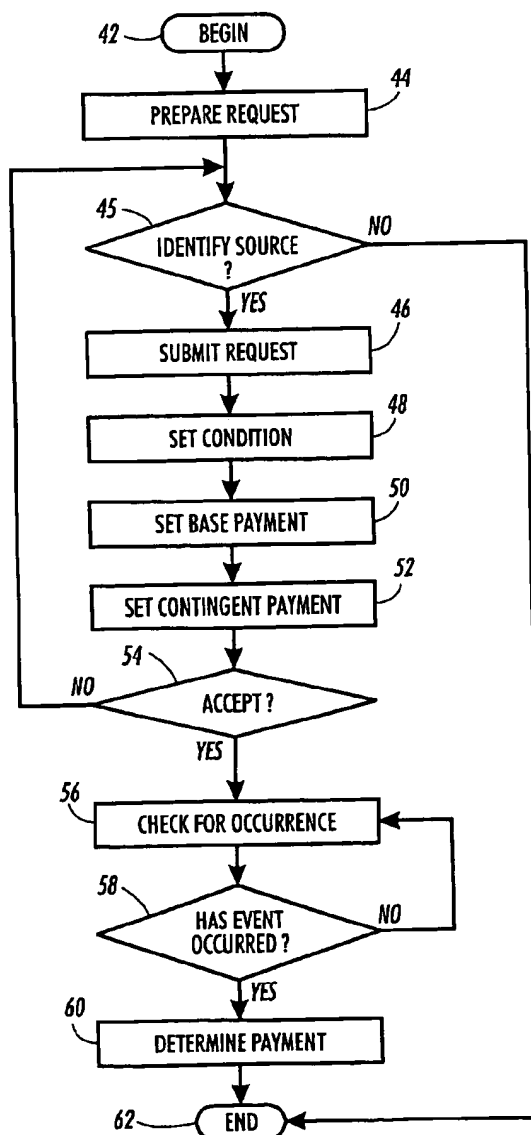 42
BEGIN
44
PREPARE REQUEST
45
IDENTIFY SOURCE
?
NO
YES
46
SUBMIT REQUEST
48
SET CONDITION
50
SET BASE PAYMENT
52
SET CONTINGENT PAYMENT
54
NO
ACCEPT ?
YES
56
CHECK FOR OCCURRENCE
58
HAS EVENT
OCCURRED ?
NO
YES
60
DETERMINE PAYMENT
62
END